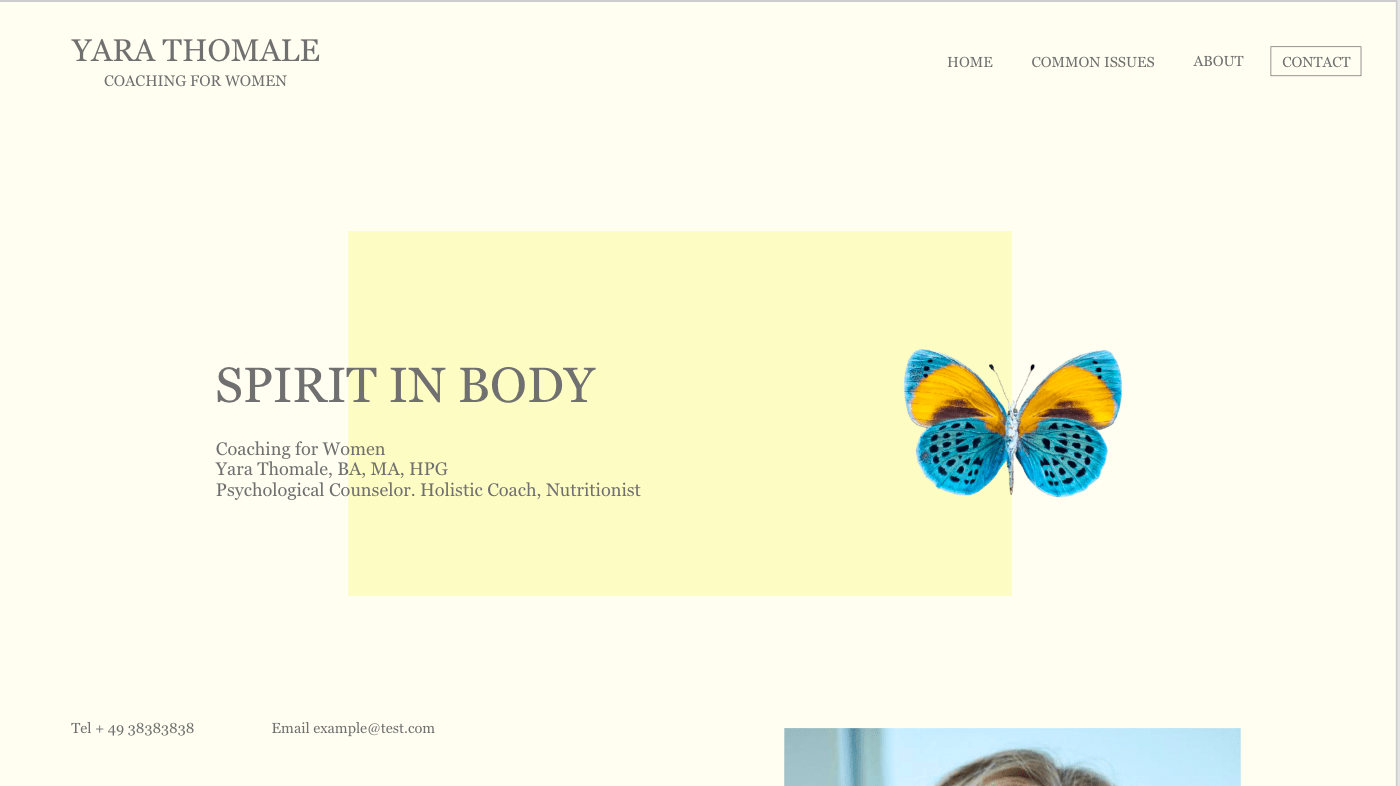 YARA THOMALE
COACHING FOR WOMEN
HOME
COMMON ISSUES
ABOUT
CONTACT
SPIRIT IN BODY
Coaching for Women
Yara Thomale, BA, MA, HPG
Psychological Counselor. Holistic Coach, Nutritionist
Tel + 49 38383838
Email example@test.com